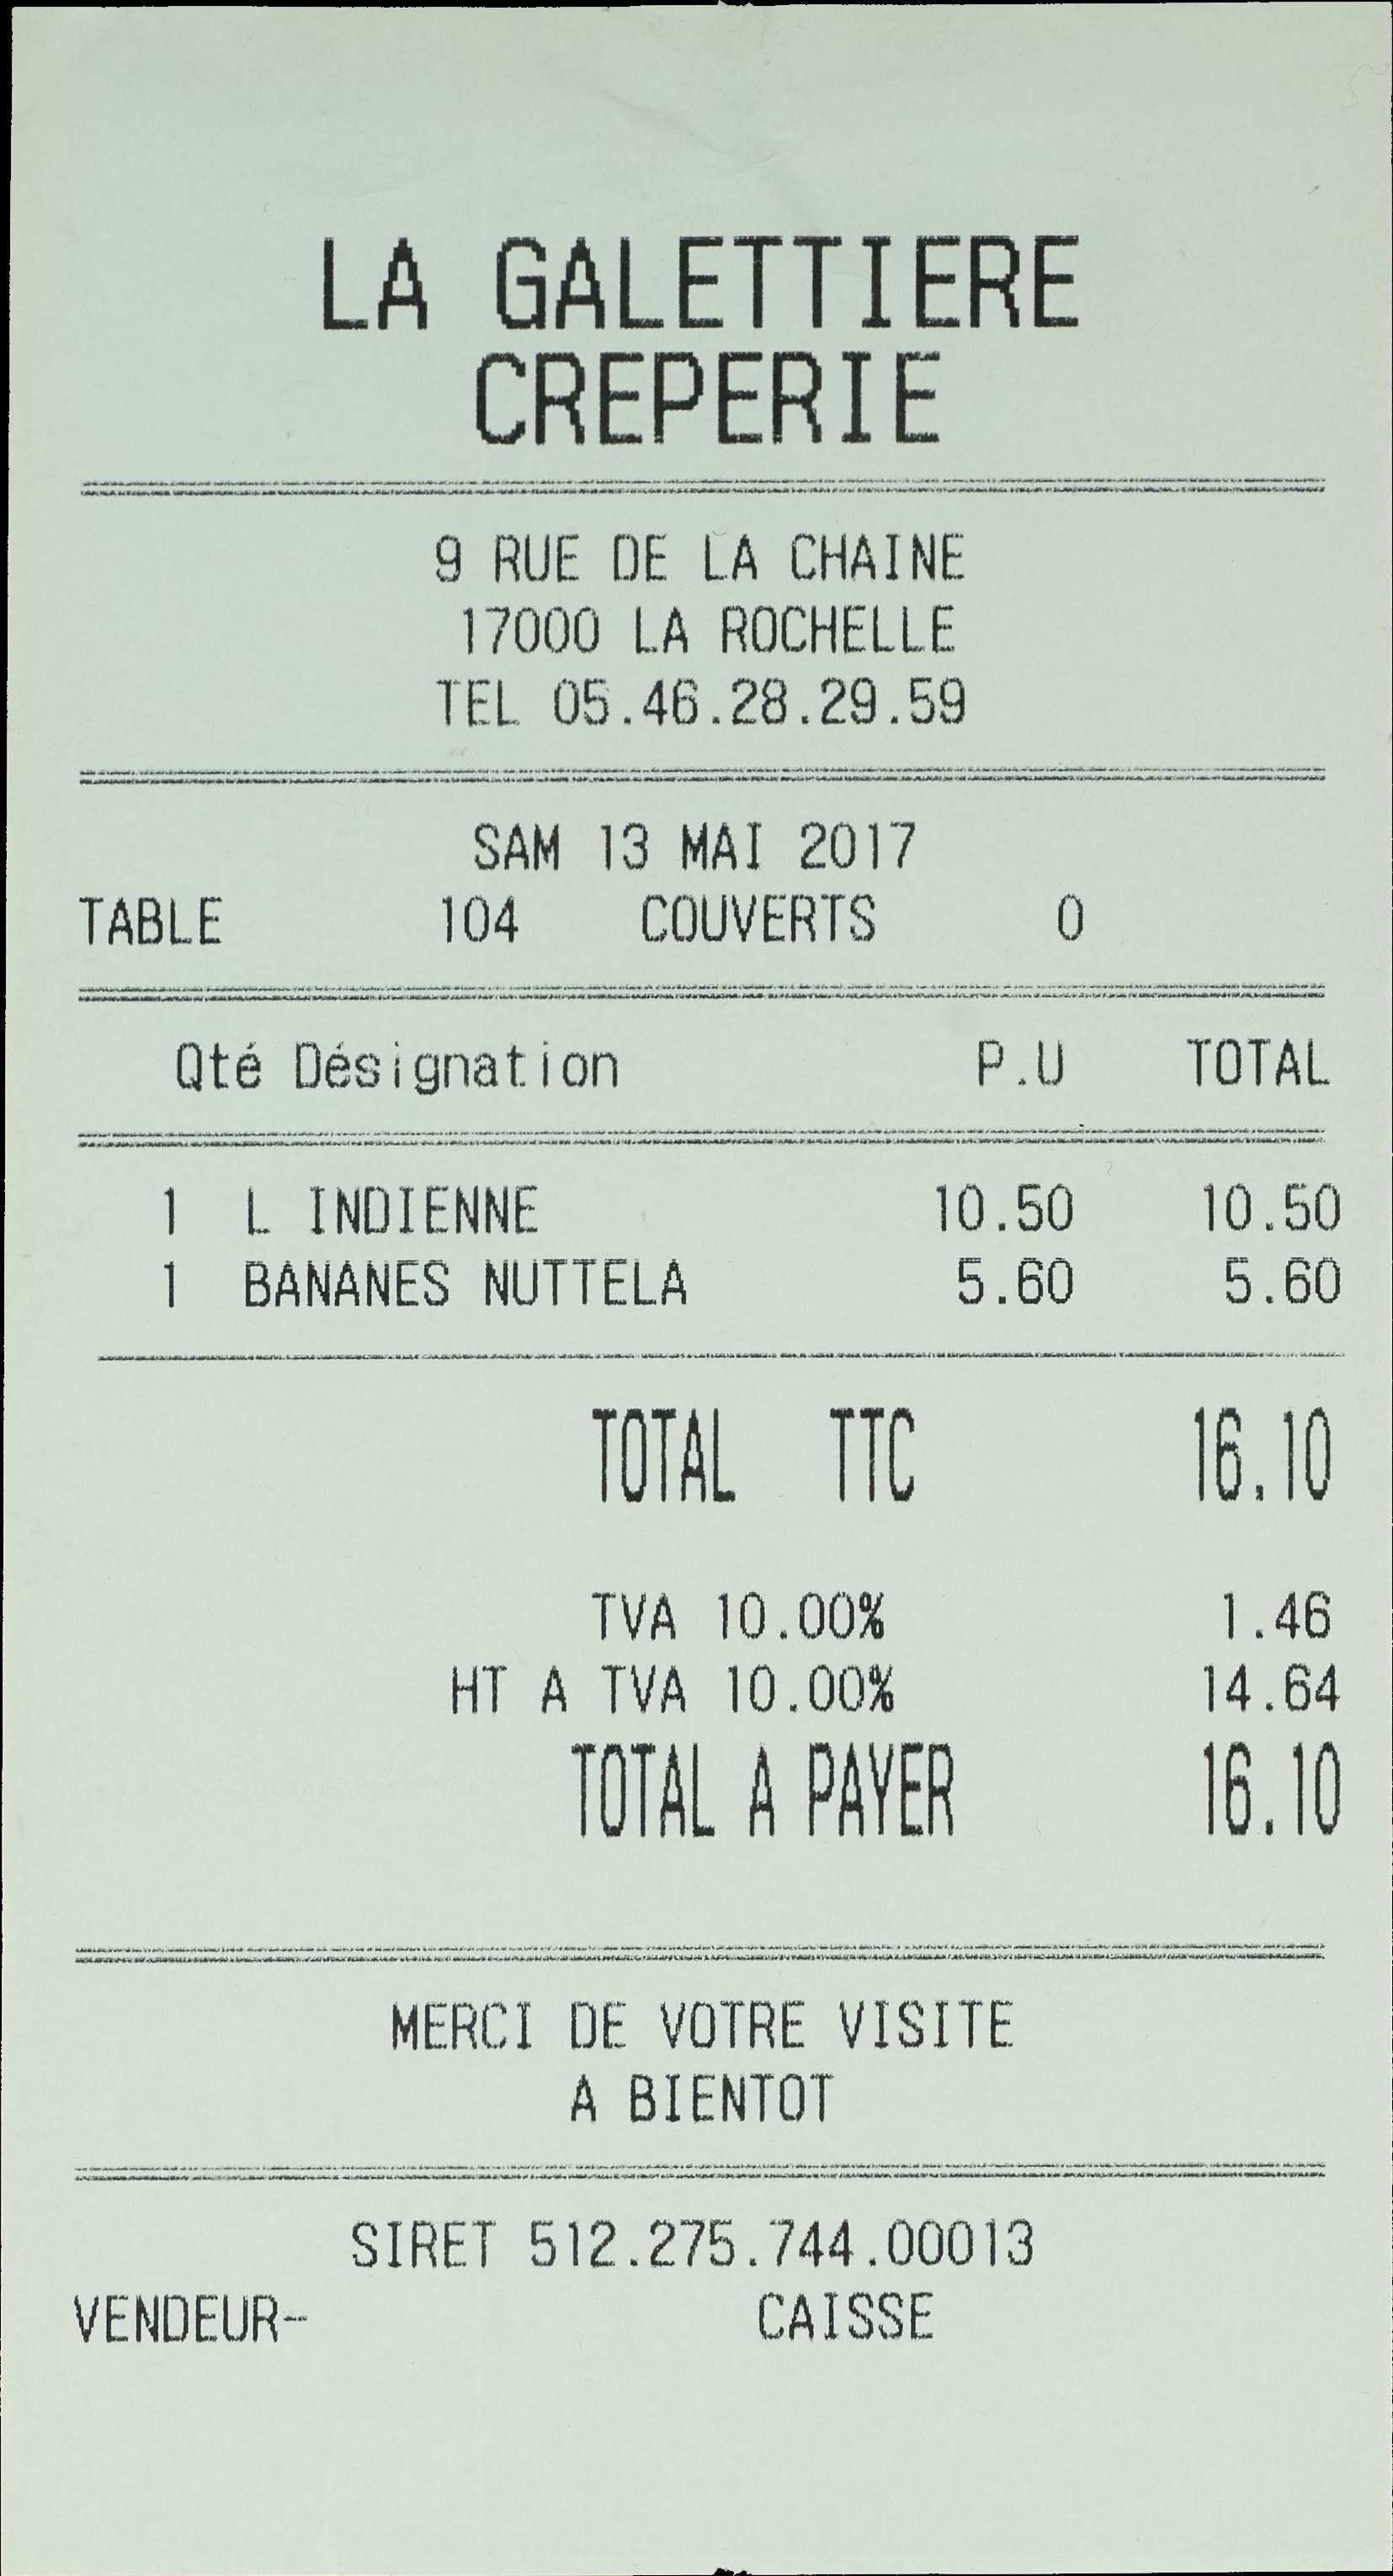 LA GALETTIERE
CREPERIE
9 RUE DE LA CHAINE
17000 LA ROCHELLE
TEL 05.46.28.29.59
SAM 13 MAI 2017
TABLE 104 COUVERTS 0
Qté Désignation P.U TOTAL
1 L INDIENNE 10.50 10.50
1 BANANES NUTTELA 5.60 5.60
TOTAL TTC 16.10
TVA 10.00% 1.46
HT A TVA 10.00% 14.64
TOTAL A PAYER 16.10
MERCI DE VOTRE VISITE
A BIENTOT
SIRET 512.275.744.00013
VENDEUR- CAISSE